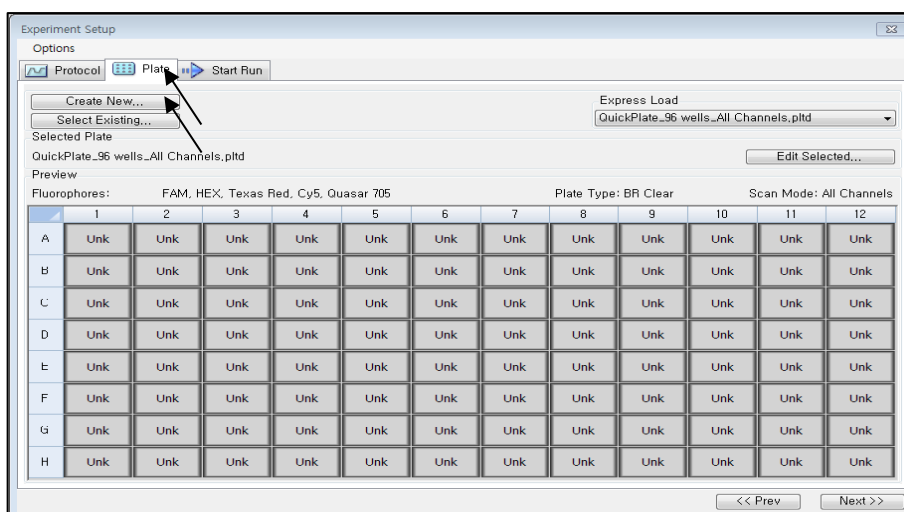 Experiment Setup
Options
Protocol Plate Start Run
Create New... Express Load
Select Existing... QuickPlate_96 wells_All Channels.pltd
Selected Plate
QuickPlate_96 wells_All Channels.pltd Edit Selected...
Preview
Fluorophores: FAM, HEX, Texas Red, Cy5, Quasar 705 Plate Type: BR Clear Scan Mode: All Channels
1 2 3 4 5 6 7 8 9 10 11 12
A Unk Unk Unk Unk Unk Unk Unk Unk Unk Unk Unk Unk
B Unk Unk Unk Unk Unk Unk Unk Unk Unk Unk Unk Unk
C Unk Unk Unk Unk Unk Unk Unk Unk Unk Unk Unk Unk
D Unk Unk Unk Unk Unk Unk Unk Unk Unk Unk Unk Unk
E Unk Unk Unk Unk Unk Unk Unk Unk Unk Unk Unk Unk
F Unk Unk Unk Unk Unk Unk Unk Unk Unk Unk Unk Unk
G Unk Unk Unk Unk Unk Unk Unk Unk Unk Unk Unk Unk
H Unk Unk Unk Unk Unk Unk Unk Unk Unk Unk Unk Unk
<< Prev Next >>